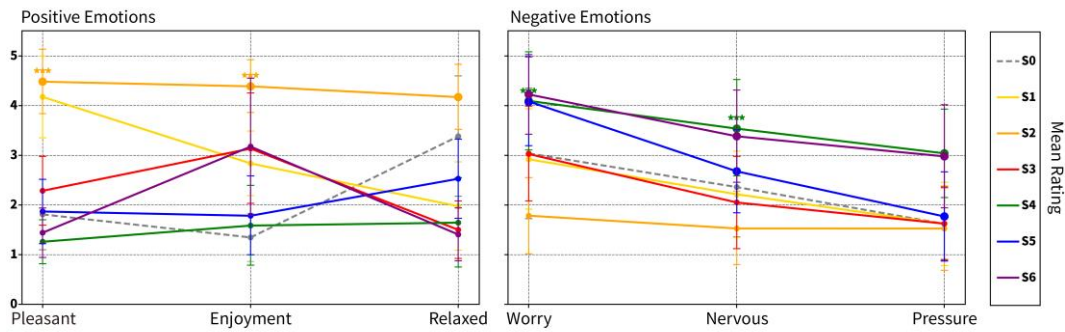 Positive Emotions
Negative Emotions
5
4
3
2
1
0
***
***
***
***
Pleasant
Enjoyment
Relaxed
Worry
Nervous
Pressure
S0
S1
S2
S3
S4
S5
S6
Mean Rating